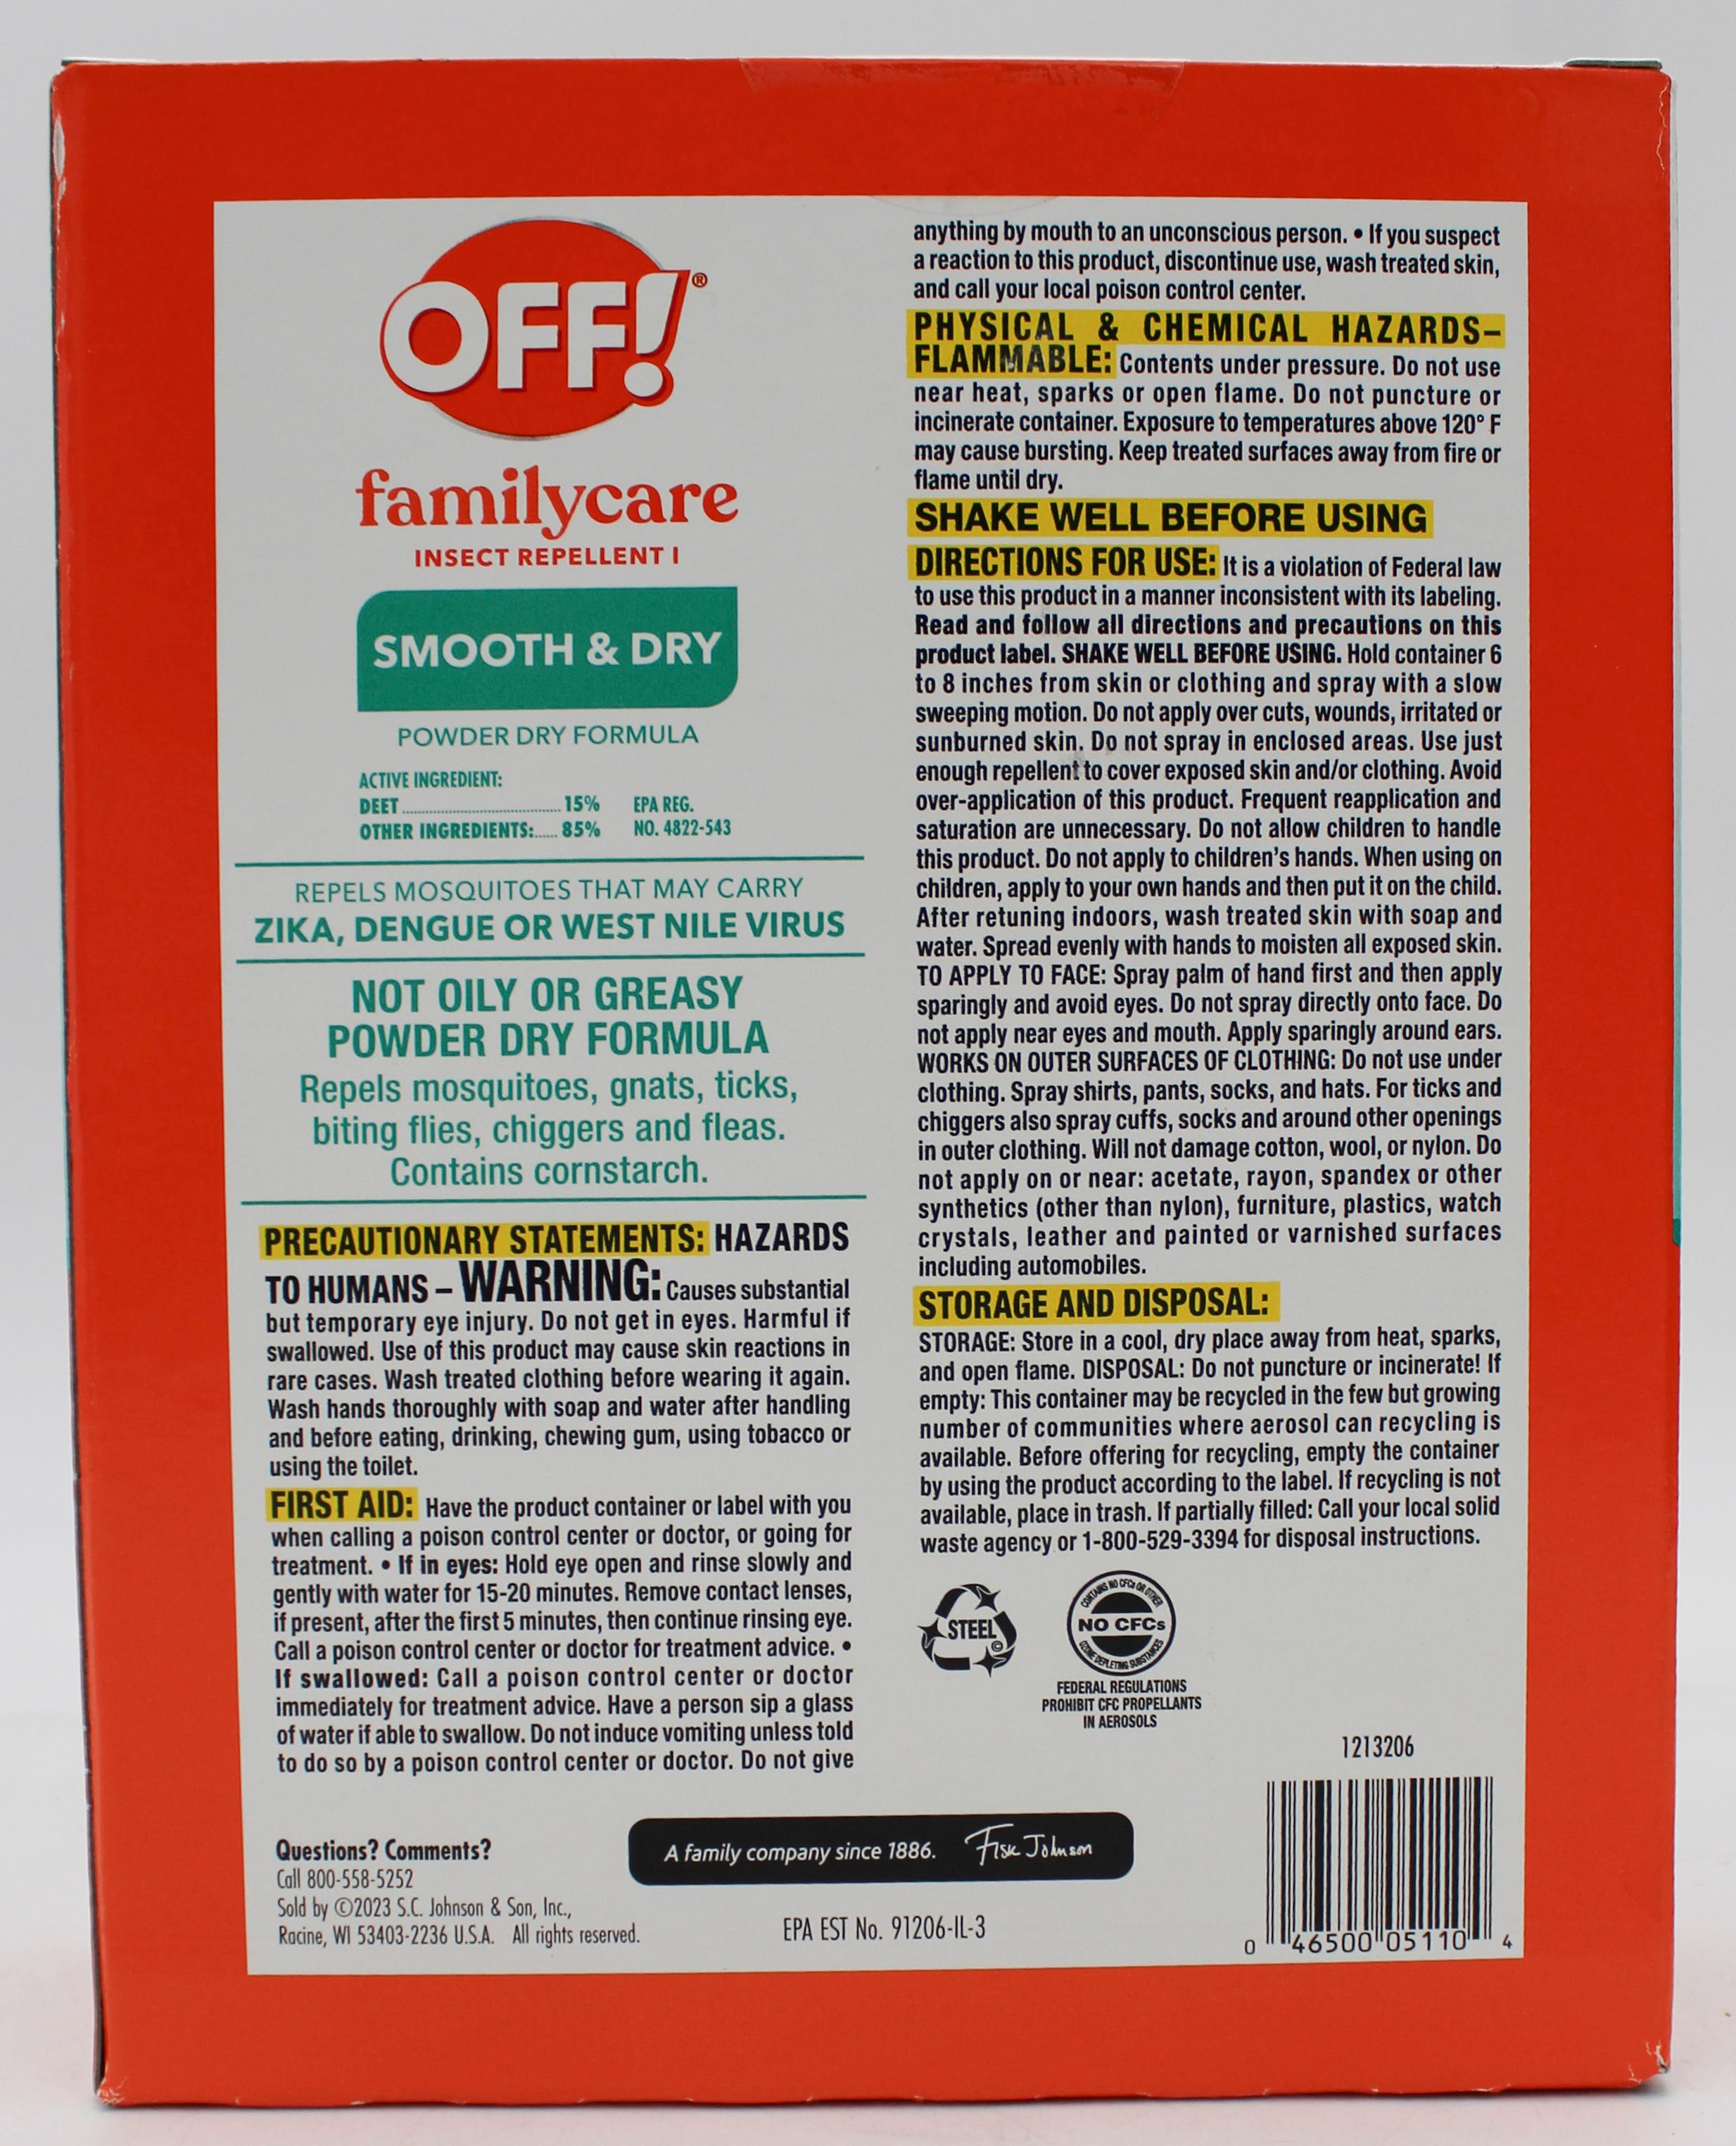 OFF!®
familycare
INSECT REPELLENT I
SMOOTH & DRY
POWDER DRY FORMULA
ACTIVE INGREDIENT:
DEET.......................................15% EPA REG.
OTHER INGREDIENTS:......85% NO. 4822-543
REPELS MOSQUITOES THAT MAY CARRY
ZIKA, DENGUE OR WEST NILE VIRUS
NOT OILY OR GREASY
POWDER DRY FORMULA
Repels mosquitoes, gnats, ticks,
biting flies, chiggers and fleas.
Contains cornstarch.
PRECAUTIONARY STATEMENTS: HAZARDS
TO HUMANS – WARNING: Causes substantial
but temporary eye injury. Do not get in eyes. Harmful if
swallowed. Use of this product may cause skin reactions in
rare cases. Wash treated clothing before wearing it again.
Wash hands thoroughly with soap and water after handling
and before eating, drinking, chewing gum, using tobacco or
using the toilet.
FIRST AID: Have the product container or label with you
when calling a poison control center or doctor, or going for
treatment. • If in eyes: Hold eye open and rinse slowly and
gently with water for 15-20 minutes. Remove contact lenses,
if present, after the first 5 minutes, then continue rinsing eye.
Call a poison control center or doctor for treatment advice. •
If swallowed: Call a poison control center or doctor
immediately for treatment advice. Have a person sip a glass
of water if able to swallow. Do not induce vomiting unless told
to do so by a poison control center or doctor. Do not give
anything by mouth to an unconscious person. • If you suspect
a reaction to this product, discontinue use, wash treated skin,
and call your local poison control center.
PHYSICAL & CHEMICAL HAZARDS–
FLAMMABLE: Contents under pressure. Do not use
near heat, sparks or open flame. Do not puncture or
incinerate container. Exposure to temperatures above 120° F
may cause bursting. Keep treated surfaces away from fire or
flame until dry.
SHAKE WELL BEFORE USING
DIRECTIONS FOR USE: It is a violation of Federal law
to use this product in a manner inconsistent with its labeling.
Read and follow all directions and precautions on this
product label. SHAKE WELL BEFORE USING. Hold container 6
to 8 inches from skin or clothing and spray with a slow
sweeping motion. Do not apply over cuts, wounds, irritated or
sunburned skin. Do not spray in enclosed areas. Use just
enough repellent to cover exposed skin and/or clothing. Avoid
over-application of this product. Frequent reapplication and
saturation are unnecessary. Do not allow children to handle
this product. Do not apply to children's hands. When using on
children, apply to your own hands and then put it on the child.
After retuning indoors, wash treated skin with soap and
water. Spread evenly with hands to moisten all exposed skin.
TO APPLY TO FACE: Spray palm of hand first and then apply
sparingly and avoid eyes. Do not spray directly onto face. Do
not apply near eyes and mouth. Apply sparingly around ears.
WORKS ON OUTER SURFACES OF CLOTHING: Do not use under
clothing. Spray shirts, pants, socks, and hats. For ticks and
chiggers also spray cuffs, socks and around other openings
in outer clothing. Will not damage cotton, wool, or nylon. Do
not apply on or near: acetate, rayon, spandex or other
synthetics (other than nylon), furniture, plastics, watch
crystals, leather and painted or varnished surfaces
including automobiles.
STORAGE AND DISPOSAL:
STORAGE: Store in a cool, dry place away from heat, sparks,
and open flame. DISPOSAL: Do not puncture or incinerate! If
empty: This container may be recycled in the few but growing
number of communities where aerosol can recycling is
available. Before offering for recycling, empty the container
by using the product according to the label. If recycling is not
available, place in trash. If partially filled: Call your local solid
waste agency or 1-800-529-3394 for disposal instructions.
STEEL ©
CONTAINS NO CFCs OR OTHER
NO CFCs
OZONE DEPLETING SUBSTANCES
FEDERAL REGULATIONS
PROHIBIT CFC PROPELLANTS
IN AEROSOLS
1213206
0 46500 05110 4
Questions? Comments?
Call 800-558-5252
Sold by ©2023 S.C. Johnson & Son, Inc.,
Racine, WI 53403-2236 U.S.A. All rights reserved.
A family company since 1886. Fisk Johnson
EPA EST No. 91206-IL-3